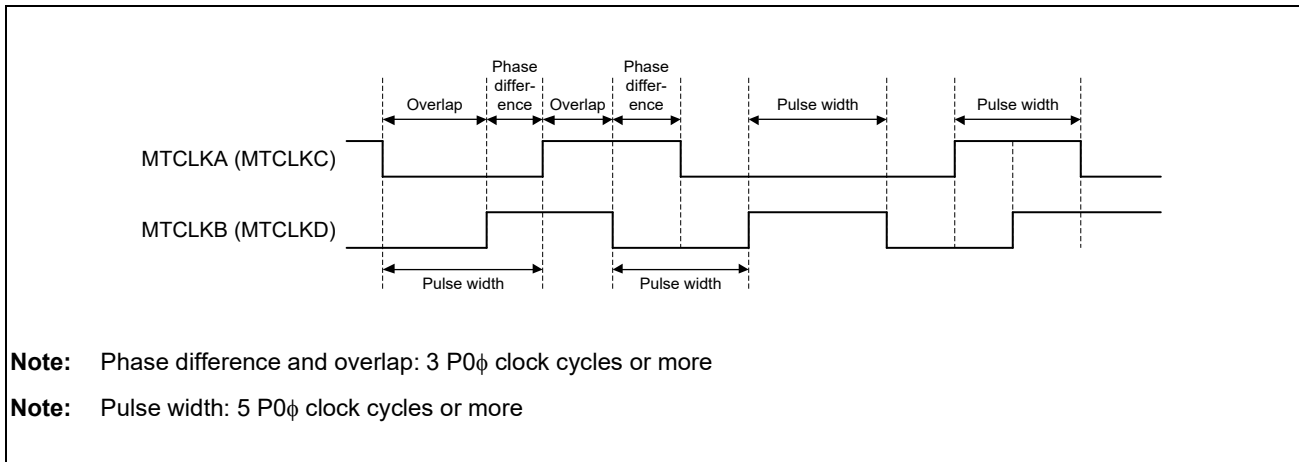 Phase
differ-
ence
Phase
differ-
ence
Overlap
Overlap
Pulse width
Pulse width
MTCLKA (MTCLKC)
MTCLKB (MTCLKD)
Pulse width
Pulse width
Note: Phase difference and overlap: 3 P0ϕ clock cycles or more
Note: Pulse width: 5 P0ϕ clock cycles or more